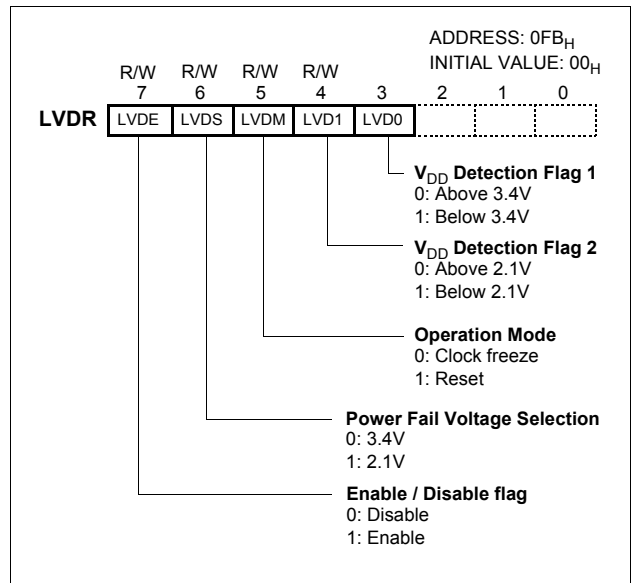 ADDRESS: 0FBH
INITIAL VALUE: 00H
R/W R/W R/W R/W
7 6 5 4 3 2 1 0
LVDR LVDE LVDS LVDM LVD1 LVD0
VDD Detection Flag 1
0: Above 3.4V
1: Below 3.4V
VDD Detection Flag 2
0: Above 2.1V
1: Below 2.1V
Operation Mode
0: Clock freeze
1: Reset
Power Fail Voltage Selection
0: 3.4V
1: 2.1V
Enable / Disable flag
0: Disable
1: Enable